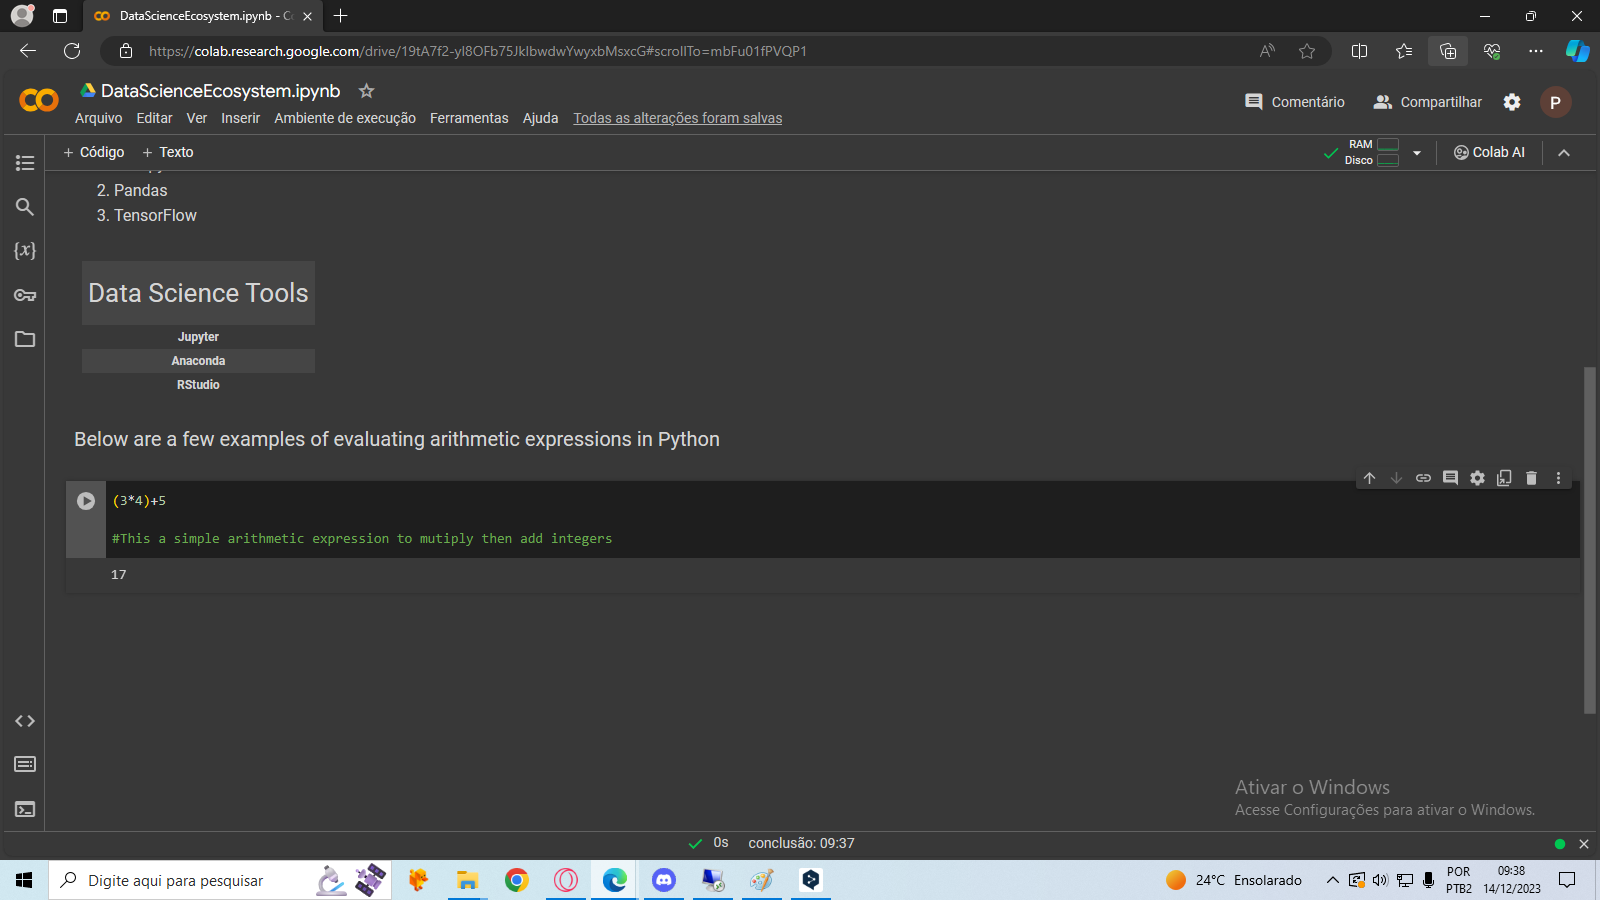 DataScienceEcosystem.ipynb - Co
https://colab.research.google.com/drive/19tA7f2-yI8OFb75JkIbwdwYwyxbMsxcG#scrollTo=mbFu01fPVQP1
DataScienceEcosystem.ipynb
Arquivo Editar Ver Inserir Ambiente de execução Ferramentas Ajuda Todas as alterações foram salvas
Comentário Compartilhar P
+ Código + Texto
RAM
Disco
Colab AI
2. Pandas
3. TensorFlow
Data Science Tools
Jupyter
Anaconda
RStudio
Below are a few examples of evaluating arithmetic expressions in Python
(3*4)+5
#This a simple arithmetic expression to mutiply then add integers
17
Ativar o Windows
Acesse Configurações para ativar o Windows.
0s conclusão: 09:37
Digite aqui para pesquisar
24°C Ensolarado
POR
PTB2
09:38
14/12/2023